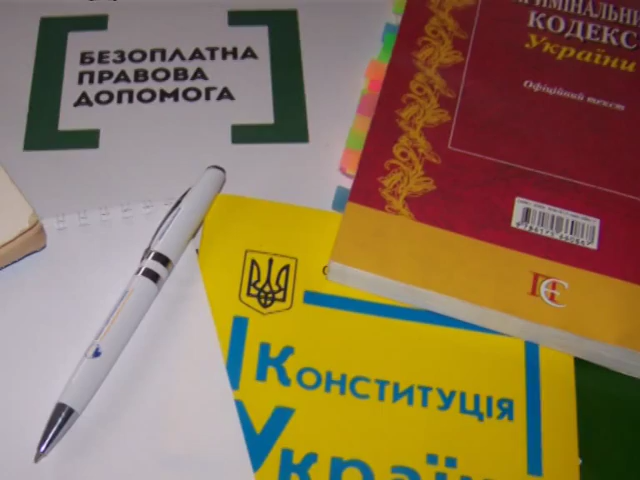 БЕЗОПЛАТНА
ПРАВОВА
ДОПОМОГА
КОДЕКС
України
Офіційний текст
КОНСТИТУЦІЯ